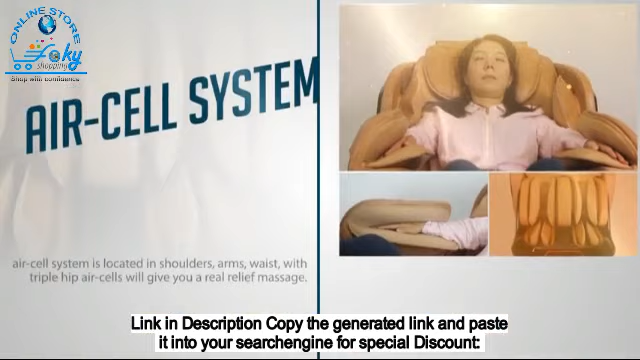 ONLINE STORE
foky
shopping
Shop with confidence
AIR-CELL SYSTEM
air-cell system is located in shoulders, arms, waist, with
triple hip air-cells will give you a real relief massage.
Link in Description Copy the generated link and paste
it into your searchengine for special Discount: